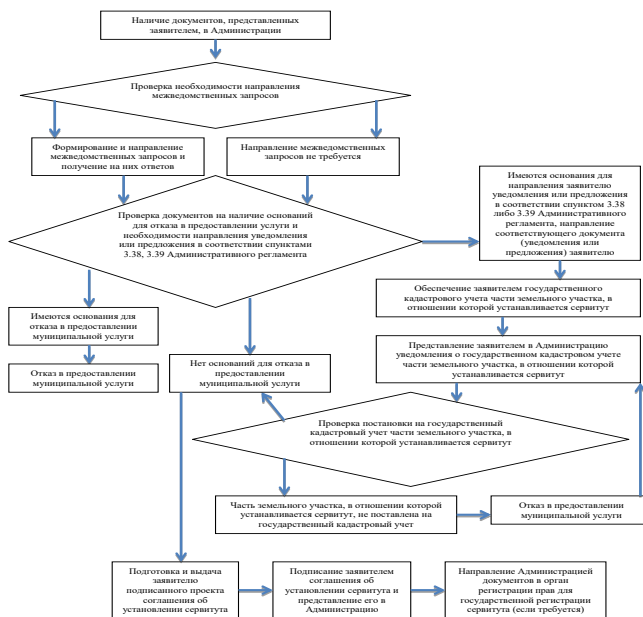 Наличие документов, представленных
заявителем, в Администрации
Проверка необходимости направления
межведомственных запросов
Формирование и направление
межведомственных запросов и
получение на них ответов
Направление межведомственных
запросов не требуется
Имеются основания для
направления заявителю
уведомления или предложения
в соответствии спунктом 3.38
либо 3.39 Административного
регламента, направление
соответствующего документа
(уведомления или
предложения) заявителю
Проверка документов на наличие оснований
для отказа в предоставлении услуги и
необходимости направления уведомления
или предложения в соответствии спунктами
3.38, 3.39 Административного регламента
Обеспечение заявителем государственного
кадастрового учета части земельного участка, в
отношении которой устанавливается сервитут
Имеются основания для
отказа в предоставлении
муниципальной услуги
Отказ в предоставлении
муниципальной услуги
Нет оснований для отказа в
предоставлении
муниципальной услуги
Представление заявителем в Администрацию
уведомления о государственном кадастровом учете
части земельного участка, в отношении которой
устанавливается сервитут
Проверка постановки на государственный
кадастровый учет части земельного участка, в
отношении которой устанавливается сервитут
Часть земельного участка, в отношении которой
устанавливается сервитут, не поставлена на
государственный кадастровый учет
Отказ в предоставлении
муниципальной услуги
Подготовка и выдача
заявителю
подписанного проекта
соглашения об
установлении сервитута
Подписание заявителем
соглашения об
установлении сервитута и
представление его в
Администрацию
Направление Администрацией
документов в орган
регистрации прав для
государственной регистрации
сервитута (если требуется)